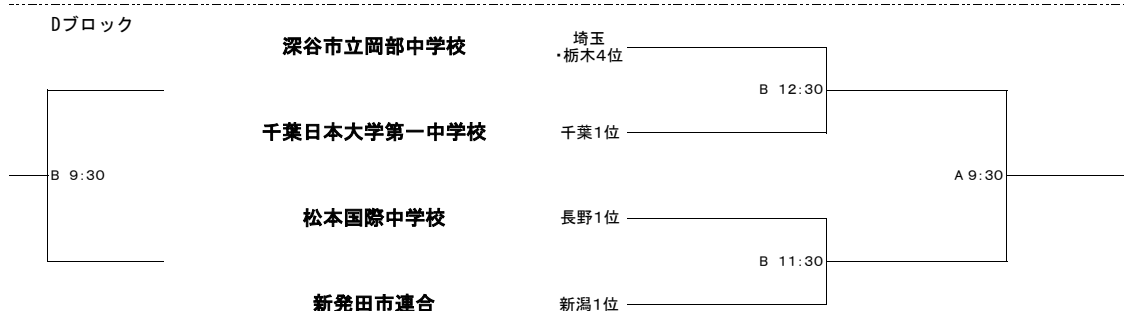 Dブロック
深谷市立岡部中学校
埼玉
・栃木4位
B 12:30
千葉日本大学第一中学校
千葉1位
B 9:30
A 9:30
松本国際中学校
長野1位
B 11:30
新発田市連合
新潟1位